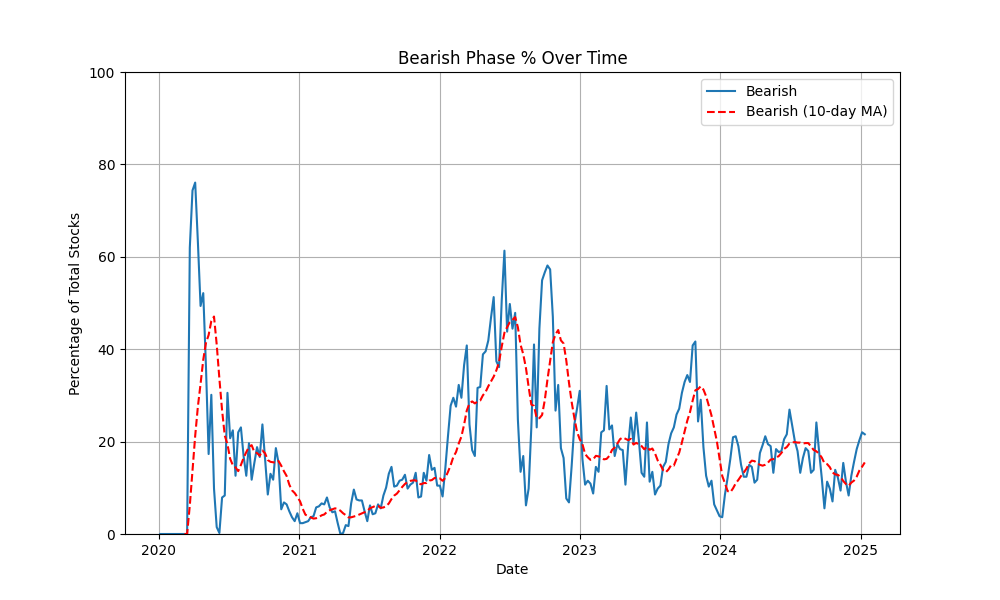 Bearish Phase % Over Time
Bearish
Bearish (10-day MA)
Percentage of Total Stocks
100
80
60
40
20
0
2020 2021 2022 2023 2024 2025
Date